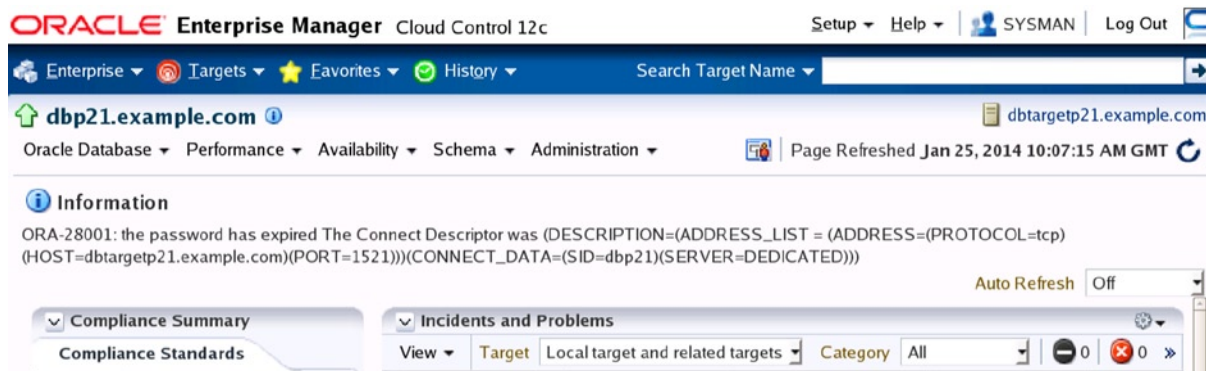 ORACLE Enterprise Manager Cloud Control 12c Setup Help SYSMAN Log Out
Enterprise Targets Favorites History Search Target Name
dbp21.example.com dbtargetp21.example.com
Oracle Database Performance Availability Schema Administration Page Refreshed Jan 25, 2014 10:07:15 AM GMT
Information
ORA-28001: the password has expired The Connect Descriptor was (DESCRIPTION=(ADDRESS_LIST = (ADDRESS=(PROTOCOL=tcp)
(HOST=dbtargetp21.example.com)(PORT=1521)))(CONNECT_DATA=(SID=dbp21)(SERVER=DEDICATED)))
Auto Refresh Off
Compliance Summary Incidents and Problems
Compliance Standards View Target Local target and related targets Category All 0 0 »